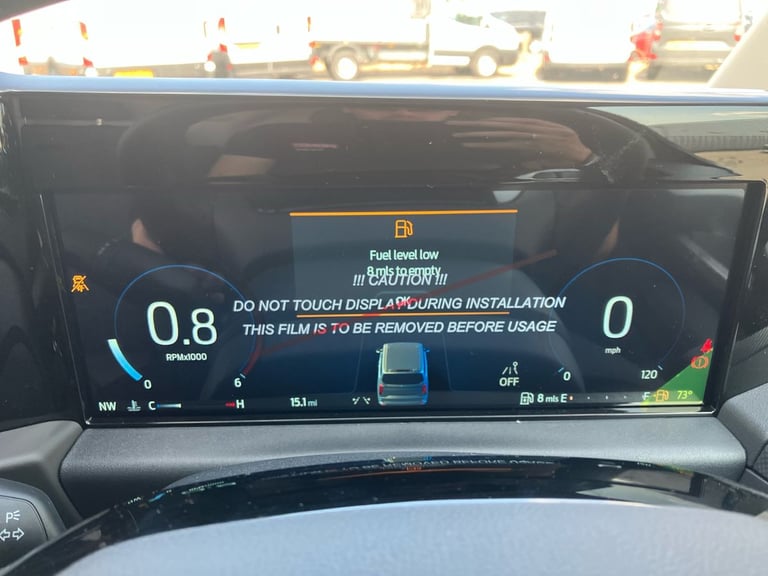 Fuel level low
8 mls to empty
!!! CAUTION !!!
OK
DO NOT TOUCH DISPLAY DURING INSTALLATION
THIS FILM IS TO BE REMOVED BEFORE USAGE
0.8
RPMx1000
0
6
0
mph
0
120
OFF
NW
C
H
15.1 mi
8 mls E
F
73°
P